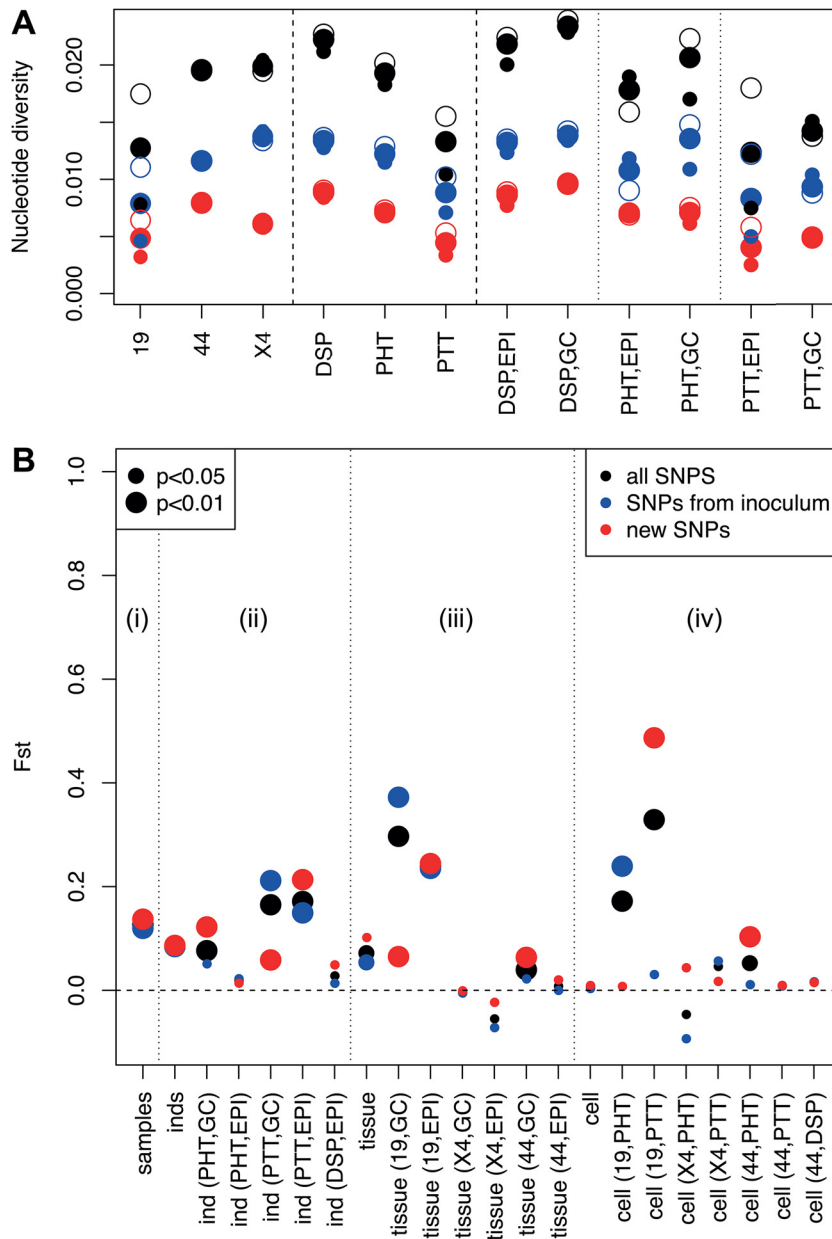 A
Nucleotide diversity
0.020
0.010
0.000
19
44
X4
DSP
PHT
PTT
DSP,EPI
DSP,GC
PHT,EPI
PHT,GC
PTT,EPI
PTT,GC
B
p<0.05
p<0.01
all SNPS
SNPs from inoculum
new SNPs
(i)
(ii)
(iii)
(iv)
Fst
1.0
0.8
0.6
0.4
0.2
0.0
samples
inds
ind (PHT,GC)
ind (PHT,EPI)
ind (PTT,GC)
ind (PTT,EPI)
ind (DSP,EPI)
tissue
tissue (19,GC)
tissue (19,EPI)
tissue (X4,GC)
tissue (X4,EPI)
tissue (44,GC)
tissue (44,EPI)
cell
cell (19,PHT)
cell (19,PTT)
cell (X4,PHT)
cell (X4,PTT)
cell (44,PHT)
cell (44,PTT)
cell (44,DSP)